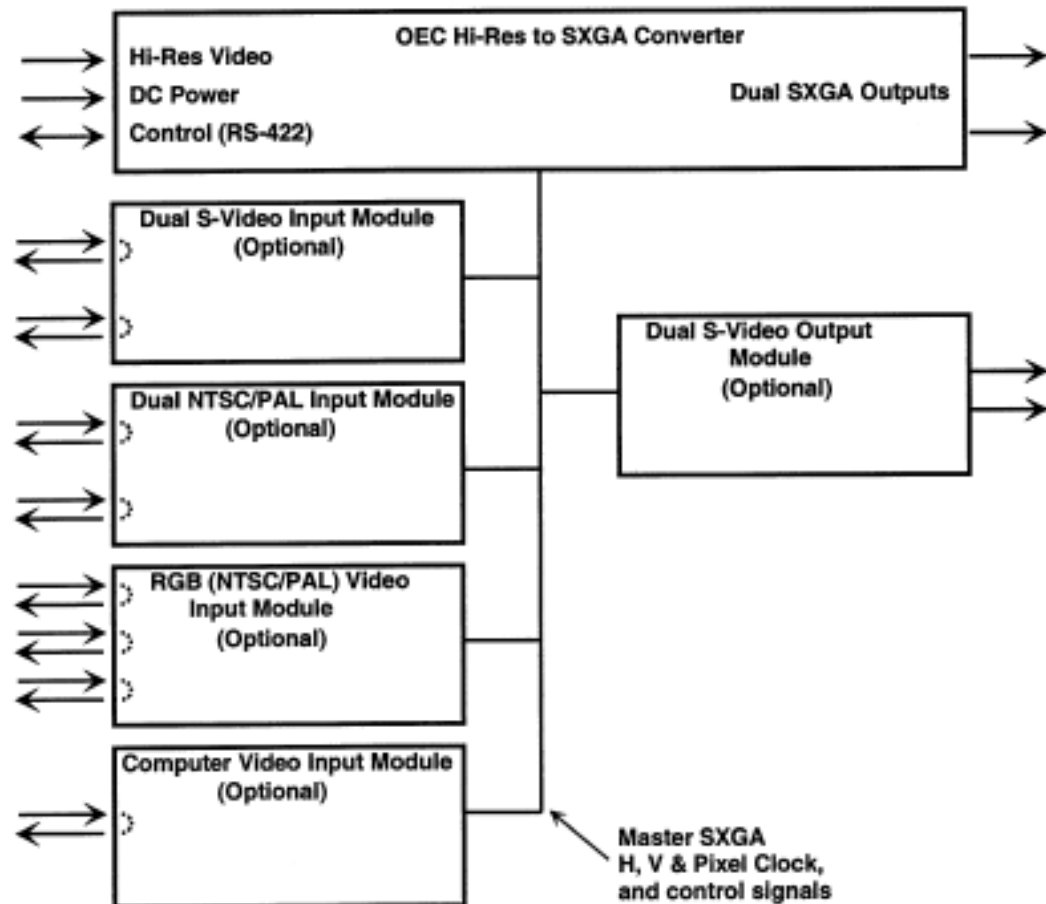 OEC Hi-Res to SXGA Converter
Hi-Res Video
DC Power
Control (RS-422)
Dual SXGA Outputs
Dual S-Video Input Module
(Optional)
Dual S-Video Output
Module
(Optional)
Dual NTSC/PAL Input Module
(Optional)
RGB (NTSC/PAL) Video
Input Module
(Optional)
Computer Video Input Module
(Optional)
Master SXGA
H, V & Pixel Clock,
and control signals